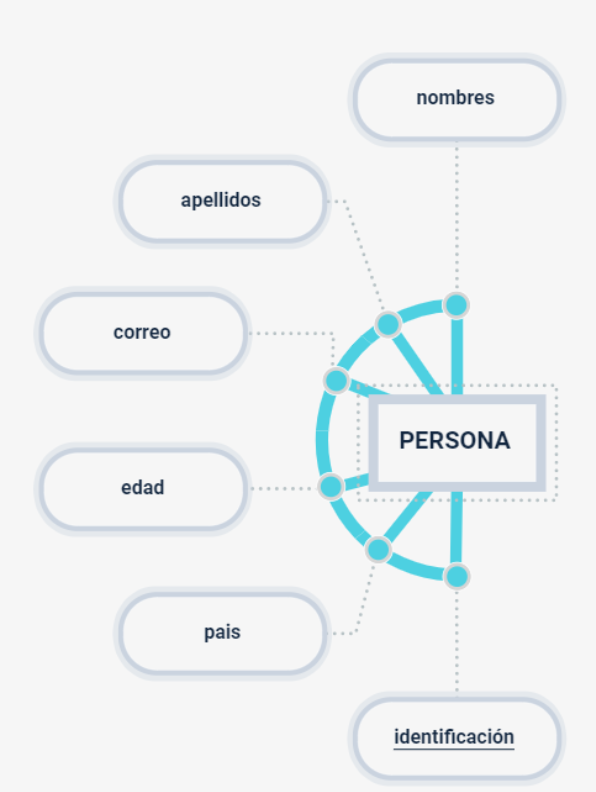 nombres
apellidos
correo
PERSONA
edad
pais
identificación